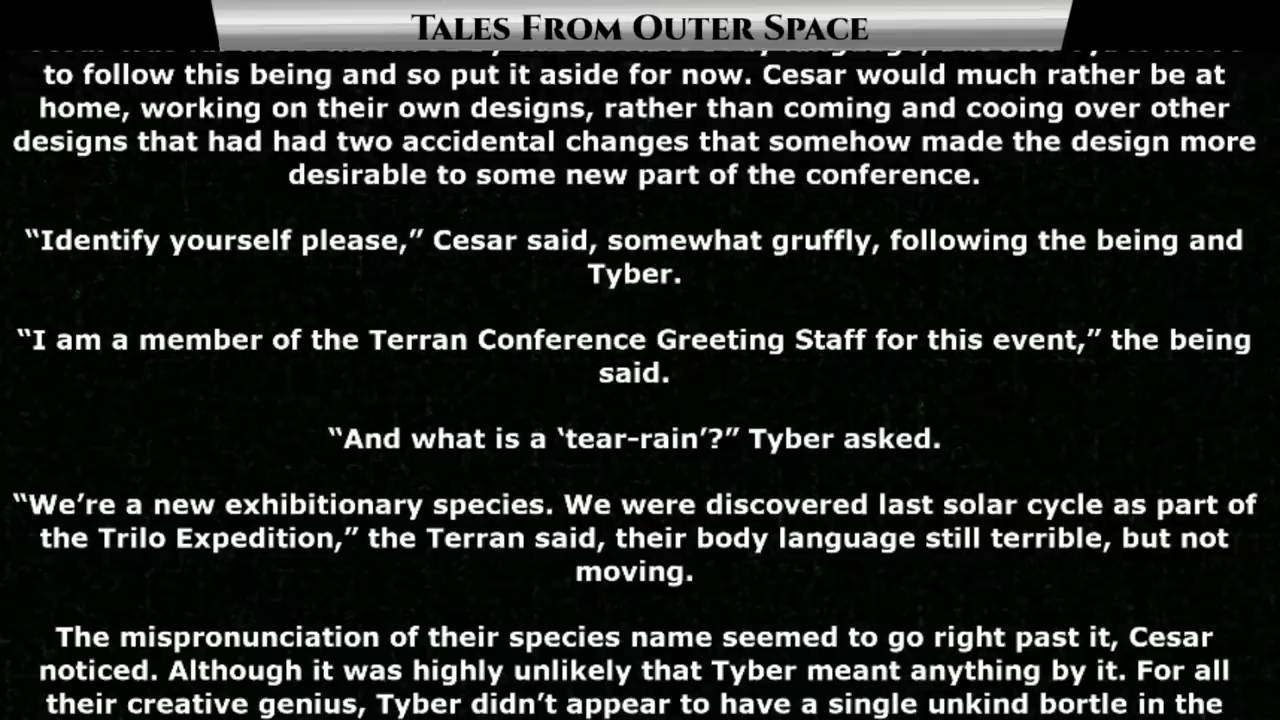 Tales From Outer Space
to follow this being and so put it aside for now. Cesar would much rather be at
home, working on their own designs, rather than coming and cooing over other
designs that had had two accidental changes that somehow made the design more
desirable to some new part of the conference.
“Identify yourself please,” Cesar said, somewhat gruffly, following the being and
Tyber.
“I am a member of the Terran Conference Greeting Staff for this event,” the being
said.
“And what is a ‘tear-rain’?” Tyber asked.
“We’re a new exhibitionary species. We were discovered last solar cycle as part of
the Trilo Expedition,” the Terran said, their body language still terrible, but not
moving.
The mispronunciation of their species name seemed to go right past it, Cesar
noticed. Although it was highly unlikely that Tyber meant anything by it. For all
their creative genius, Tyber didn’t appear to have a single unkind bortle in the